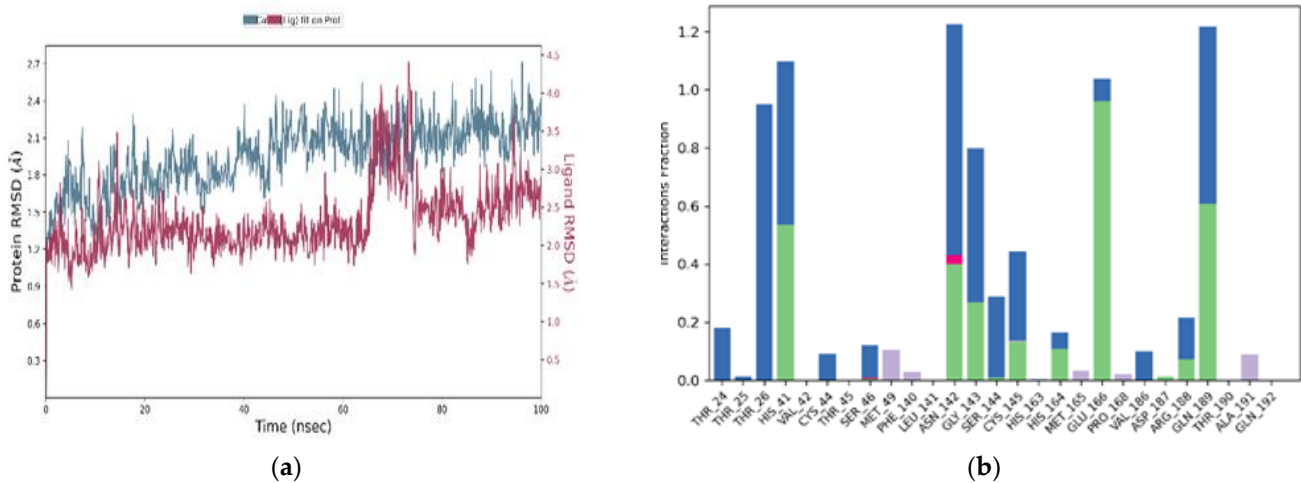 (Lig) fit on Prot
2.7
2.4
2.1
1.8
1.5
1.2
0.9
0.6
0.3
Protein RMSD (Å)
4.5
4.0
3.5
3.0
2.5
2.0
1.5
1.0
0.5
Ligand RMSD (Å)
0 20 40 60 80 100
Time (nsec)
(a)
1.2
1.0
0.8
0.6
0.4
0.2
0.0
Interactions Fraction
THR_24
THR_25
THR_26
HIS_41
VAL_42
CYS_44
THR_45
SER_46
MET_49
PHE_140
LEU_141
ASN_142
GLY_143
SER_144
CYS_145
HIS_163
HIS_164
MET_165
GLU_166
PRO_168
VAL_186
ASP_187
ARG_188
GLN_189
THR_190
ALA_191
GLN_192
(b)